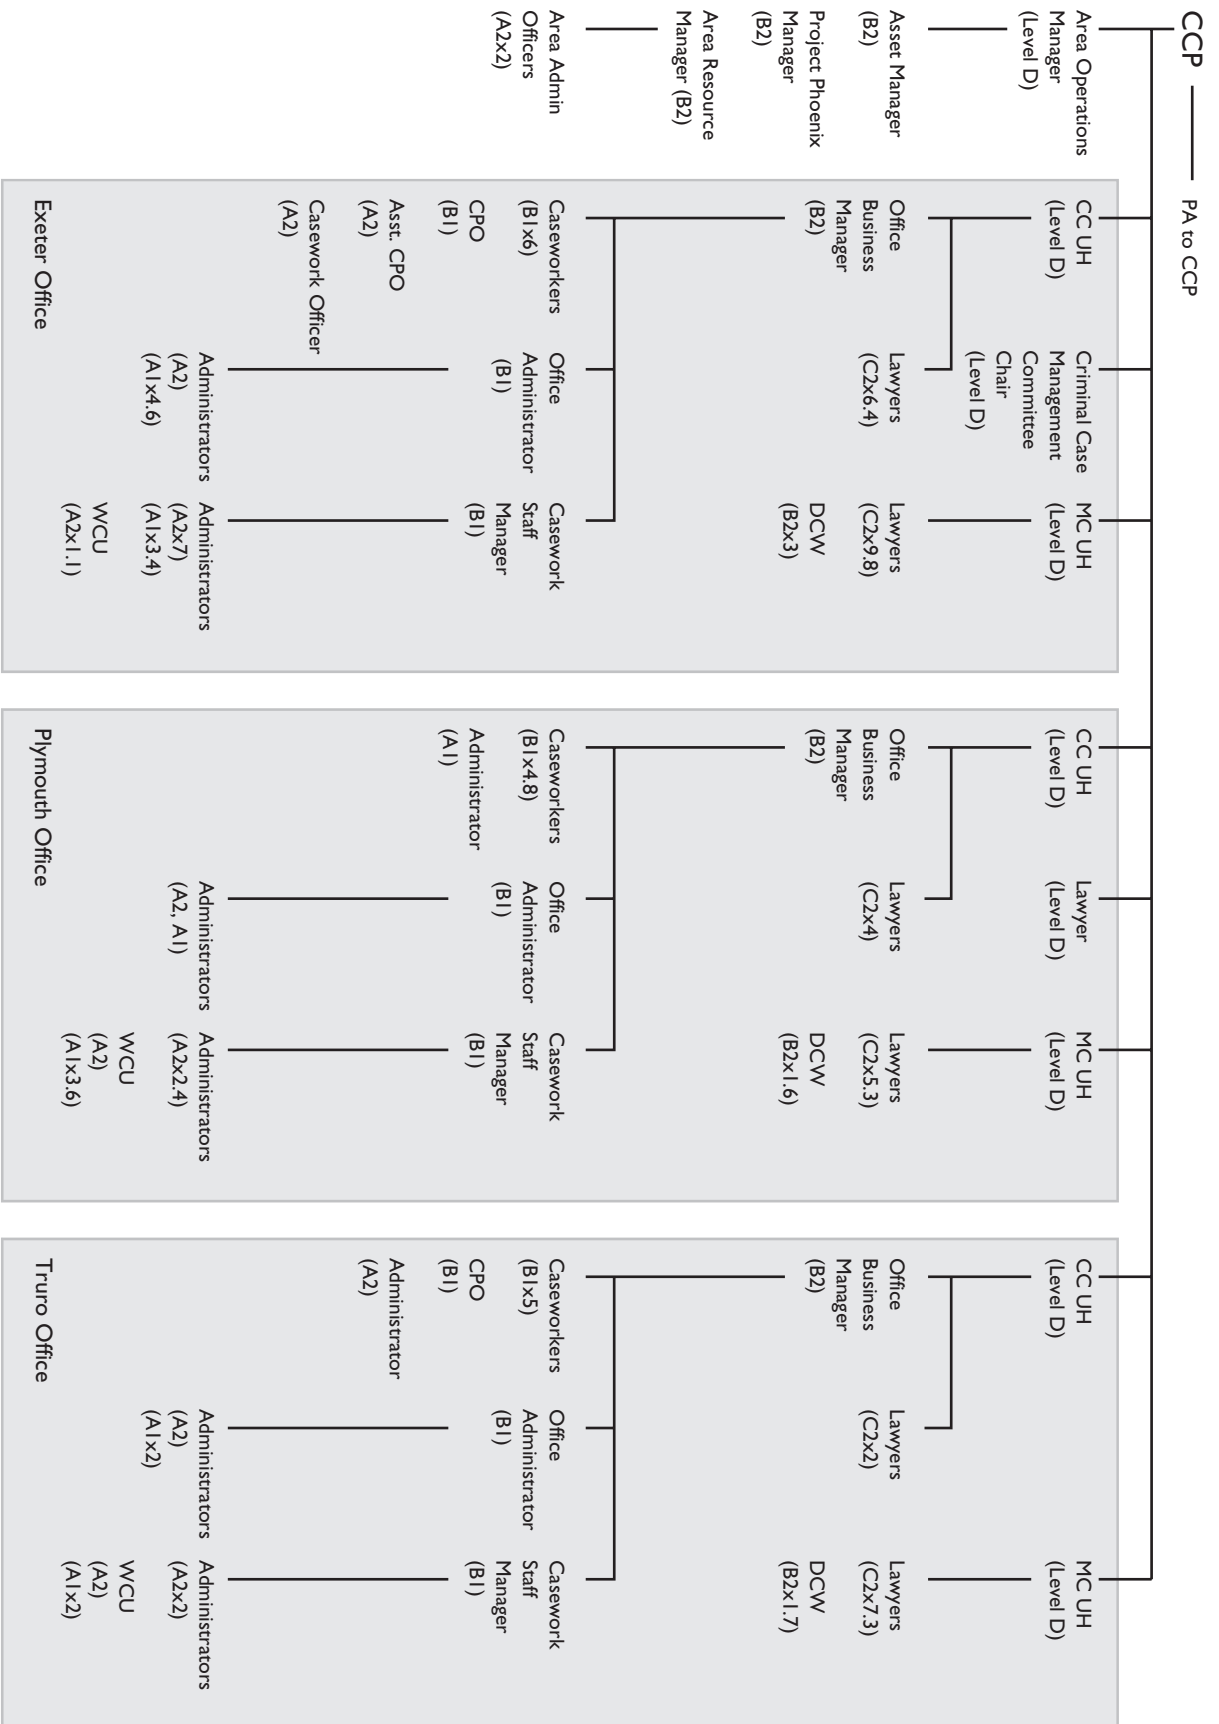 CCP
PA to CCP
Area Operations
Manager
(Level D)
Asset Manager
(B2)
Project Phoenix
Manager
(B2)
Area Resource
Manager (B2)
Area Admin
Officers
(A2x2)
CC UH
(Level D)
Criminal Case
Management
Committee
Chair
(Level D)
MC UH
(Level D)
Office
Business
Manager
(B2)
Lawyers
(C2x6.4)
Lawyers
(C2x9.8)
DCW
(B2x3)
Caseworkers
(B1x6)
CPO
(B1)
Asst. CPO
(A2)
Casework Officer
(A2)
Office
Administrator
(B1)
Administrators
(A2)
(A1x4.6)
Casework
Staff
Manager
(B1)
Administrators
(A2x7)
(A1x3.4)
WCU
(A2x1.1)
Exeter Office
CC UH
(Level D)
Lawyer
(Level D)
MC UH
(Level D)
Office
Business
Manager
(B2)
Lawyers
(C2x4)
Lawyers
(C2x5.3)
DCW
(B2x1.6)
Caseworkers
(B1x4.8)
Administrator
(A1)
Office
Administrator
(B1)
Administrators
(A2, A1)
Casework
Staff
Manager
(B1)
Administrators
(A2x2.4)
WCU
(A2)
(A1x3.6)
Plymouth Office
CC UH
(Level D)
MC UH
(Level D)
Office
Business
Manager
(B2)
Lawyers
(C2x2)
Lawyers
(C2x7.3)
DCW
(B2x1.7)
Caseworkers
(B1x5)
CPO
(B1)
Administrator
(A2)
Office
Administrator
(B1)
Administrators
(A2)
(A1x2)
Casework
Staff
Manager
(B1)
Administrators
(A2x2)
WCU
(A2)
(A1x2)
Truro Office